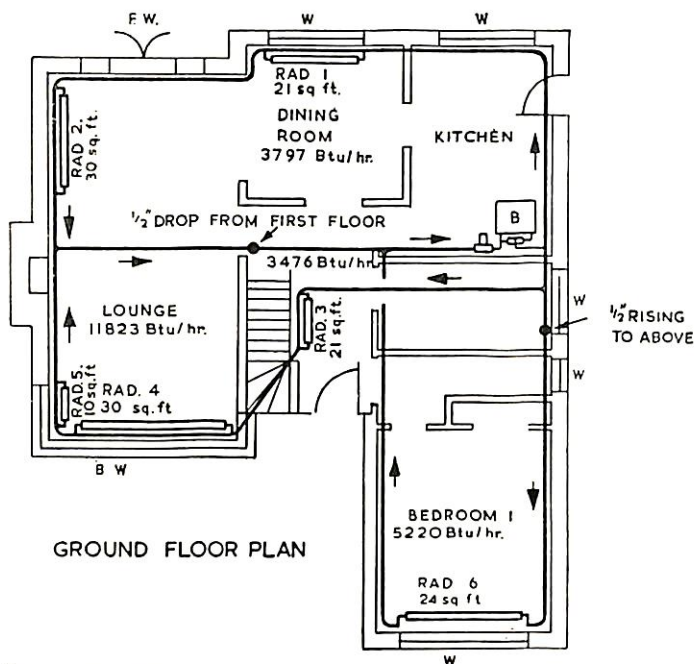 F.W.
W
W
RAD 1
21 sq. ft.
DINING
ROOM
3797 Btu/hr.
KITCHEN
RAD 2.
30 sq. ft.
½" DROP FROM FIRST FLOOR
B
3476 Btu/hr.
LOUNGE
11823 Btu/hr.
RAD. 3
21 sq. ft.
W
½" RISING
TO ABOVE
W
RAD. 5.
10 sq ft
RAD. 4
30 sq. ft
B W
BEDROOM 1
5220 Btu/hr.
GROUND FLOOR PLAN
RAD 6
24 sq ft
W